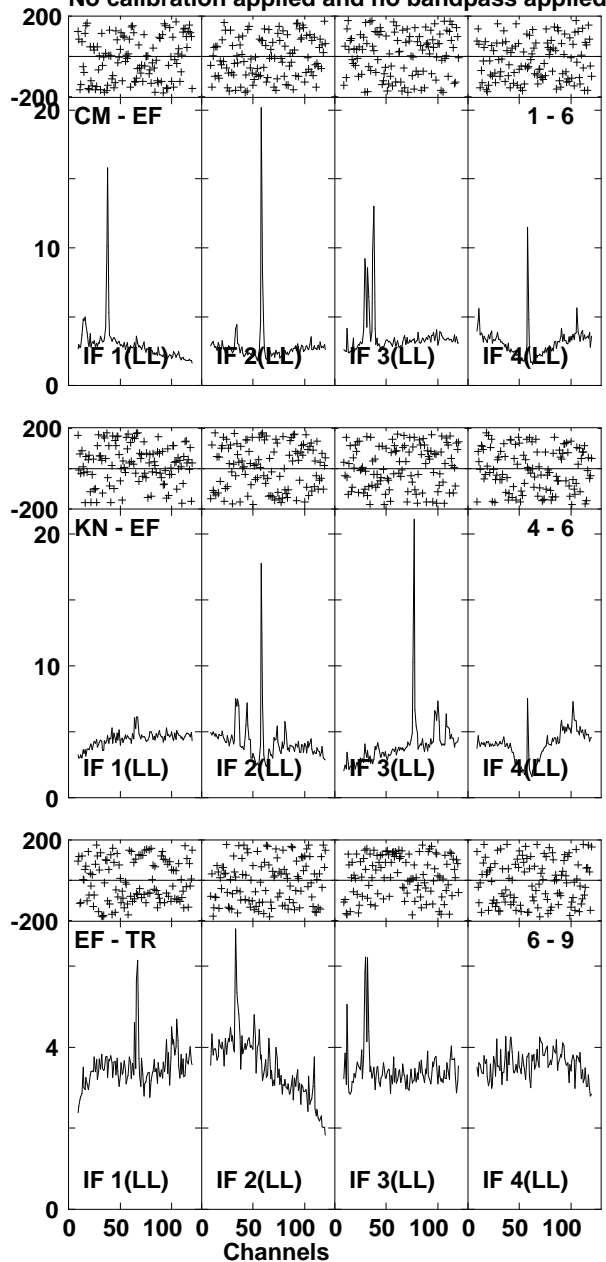 No calibration applied and no bandpass applied
200
-200
20
CM - EF
1 - 6
10
IF 1(LL) IF 2(LL) IF 3(LL) IF 4(LL)
0
200
-200
20
KN - EF
4 - 6
10
IF 1(LL) IF 2(LL) IF 3(LL) IF 4(LL)
0
200
-200
EF - TR
6 - 9
4
IF 1(LL) IF 2(LL) IF 3(LL) IF 4(LL)
0
0 50 100 0 50 100 0 50 100 0 50 100
Channels